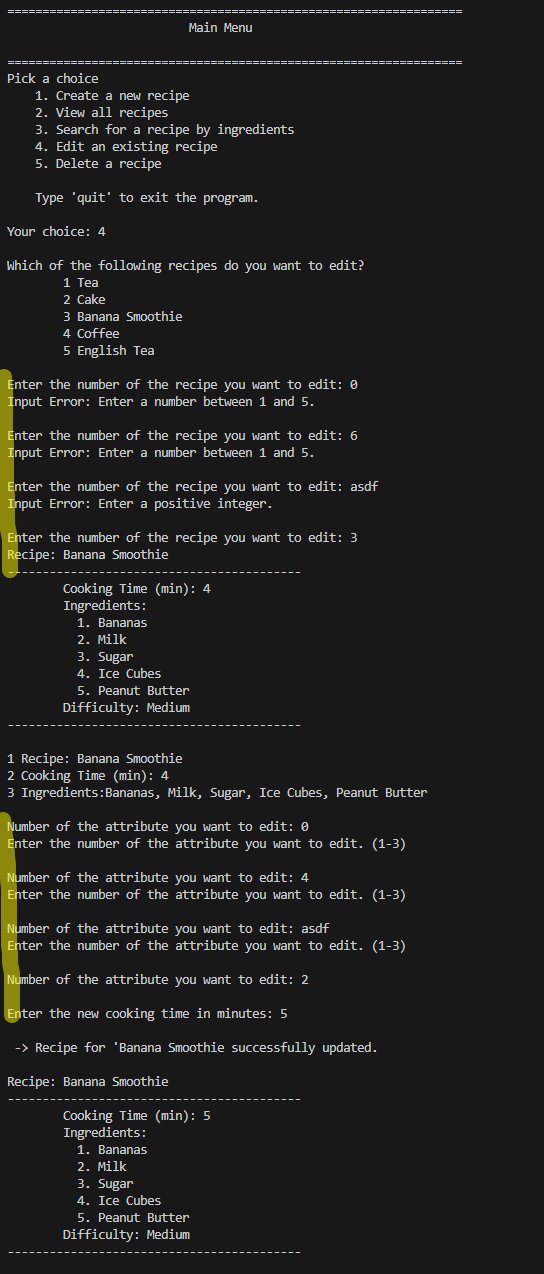 =================================================================
Main Menu
=================================================================
Pick a choice
1. Create a new recipe
2. View all recipes
3. Search for a recipe by ingredients
4. Edit an existing recipe
5. Delete a recipe
Type 'quit' to exit the program.
Your choice: 4
Which of the following recipes do you want to edit?
1 Tea
2 Cake
3 Banana Smoothie
4 Coffee
5 English Tea
Enter the number of the recipe you want to edit: 0
Input Error: Enter a number between 1 and 5.
Enter the number of the recipe you want to edit: 6
Input Error: Enter a number between 1 and 5.
Enter the number of the recipe you want to edit: asdf
Input Error: Enter a positive integer.
Enter the number of the recipe you want to edit: 3
Recipe: Banana Smoothie
------------------------------------------
Cooking Time (min): 4
Ingredients:
1. Bananas
2. Milk
3. Sugar
4. Ice Cubes
5. Peanut Butter
Difficulty: Medium
------------------------------------------
1 Recipe: Banana Smoothie
2 Cooking Time (min): 4
3 Ingredients:Bananas, Milk, Sugar, Ice Cubes, Peanut Butter
Number of the attribute you want to edit: 0
Enter the number of the attribute you want to edit. (1-3)
Number of the attribute you want to edit: 4
Enter the number of the attribute you want to edit. (1-3)
Number of the attribute you want to edit: asdf
Enter the number of the attribute you want to edit. (1-3)
Number of the attribute you want to edit: 2
Enter the new cooking time in minutes: 5
-> Recipe for 'Banana Smoothie successfully updated.
Recipe: Banana Smoothie
------------------------------------------
Cooking Time (min): 5
Ingredients:
1. Bananas
2. Milk
3. Sugar
4. Ice Cubes
5. Peanut Butter
Difficulty: Medium
------------------------------------------